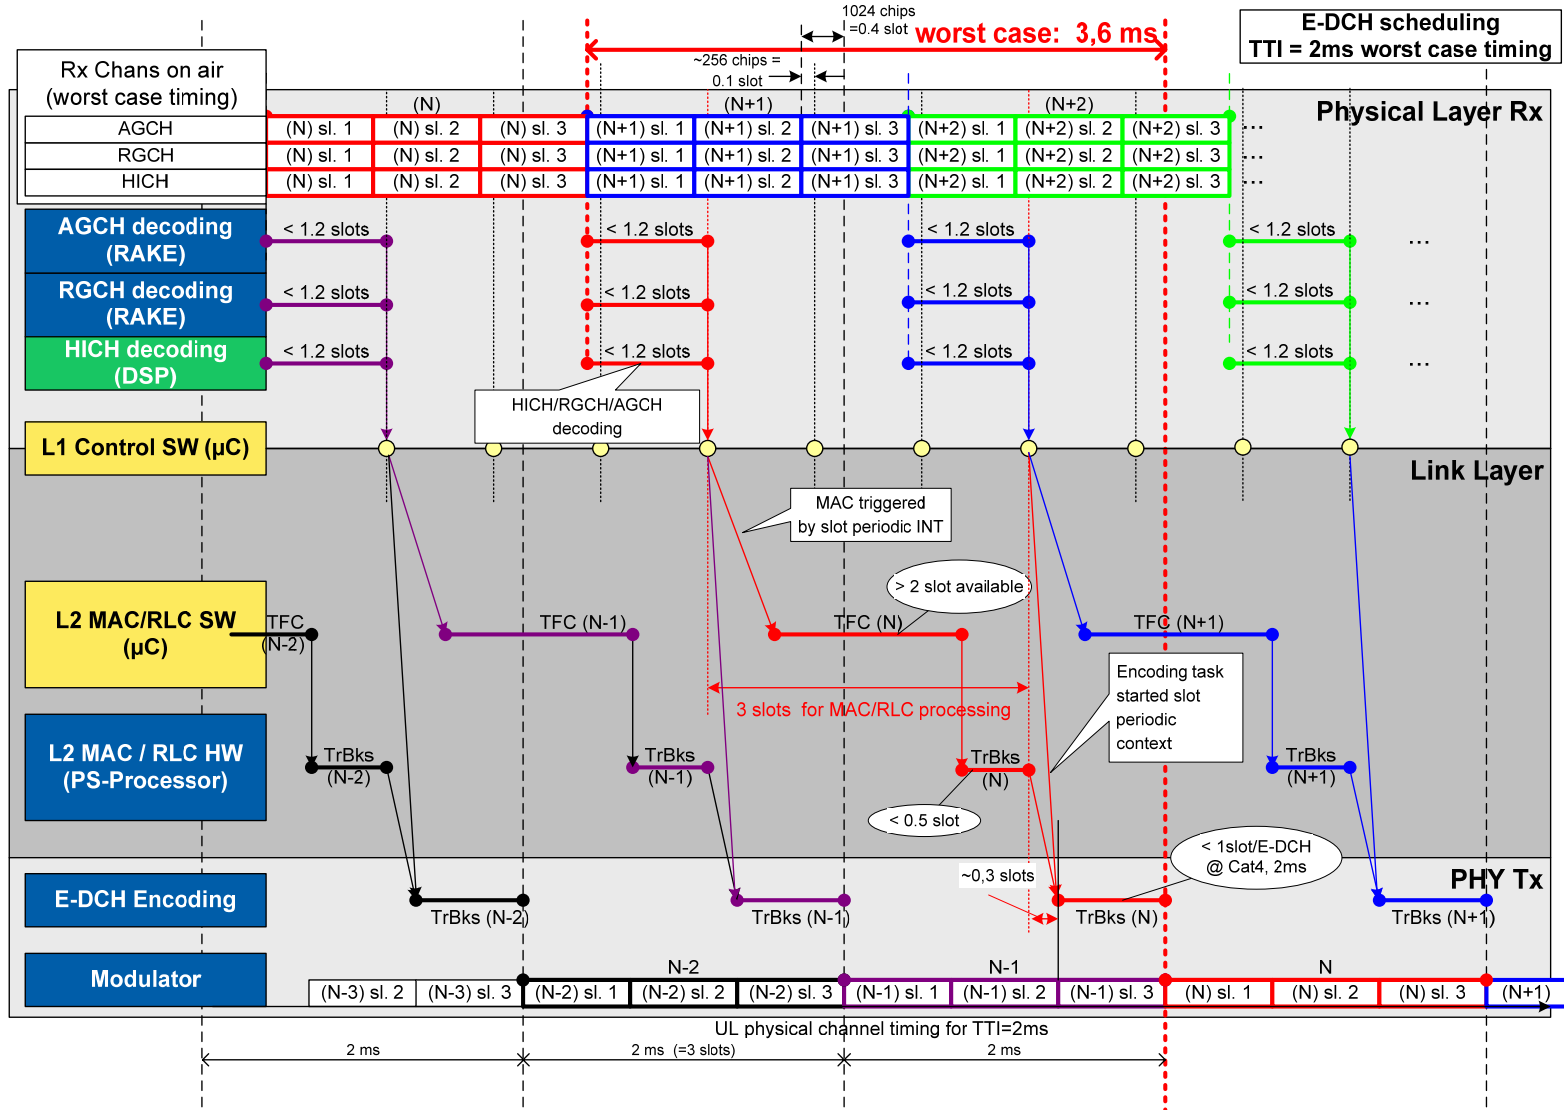 1024 chips
=0.4 slot
worst case:  3,6 ms
E-DCH scheduling
TTI = 2ms worst case timing
~256 chips =
0.1 slot
Rx Chans on air
(worst case timing)
(N)
(N+1)
(N+2)
Physical Layer Rx
AGCH
(N) sl. 1
(N) sl. 2
(N) sl. 3
(N+1) sl. 1
(N+1) sl. 2
(N+1) sl. 3
(N+2) sl. 1
(N+2) sl. 2
(N+2) sl. 3
...
RGCH
(N) sl. 1
(N) sl. 2
(N) sl. 3
(N+1) sl. 1
(N+1) sl. 2
(N+1) sl. 3
(N+2) sl. 1
(N+2) sl. 2
(N+2) sl. 3
...
HICH
(N) sl. 1
(N) sl. 2
(N) sl. 3
(N+1) sl. 1
(N+1) sl. 2
(N+1) sl. 3
(N+2) sl. 1
(N+2) sl. 2
(N+2) sl. 3
...
AGCH decoding
(RAKE)
< 1.2 slots
< 1.2 slots
< 1.2 slots
< 1.2 slots
...
RGCH decoding
(RAKE)
< 1.2 slots
< 1.2 slots
< 1.2 slots
< 1.2 slots
...
HICH decoding
(DSP)
< 1.2 slots
< 1.2 slots
< 1.2 slots
< 1.2 slots
...
HICH/RGCH/AGCH
decoding
L1 Control SW (µC)
Link Layer
MAC triggered
by slot periodic INT
> 2 slot available
L2 MAC/RLC SW
(µC)
TFC
(N-2)
TFC (N-1)
TFC (N)
TFC (N+1)
Encoding task
started slot
periodic
context
3 slots  for MAC/RLC processing
L2 MAC / RLC HW
(PS-Processor)
TrBks
(N-2)
TrBks
(N-1)
TrBks
(N)
TrBks
(N+1)
< 0.5 slot
< 1slot/E-DCH
@ Cat4, 2ms
~0,3 slots
PHY Tx
E-DCH Encoding
TrBks (N-2)
TrBks (N-1)
TrBks (N)
TrBks (N+1)
Modulator
N-2
N-1
N
(N-3) sl. 2
(N-3) sl. 3
(N-2) sl. 1
(N-2) sl. 2
(N-2) sl. 3
(N-1) sl. 1
(N-1) sl. 2
(N-1) sl. 3
(N) sl. 1
(N) sl. 2
(N) sl. 3
(N+1)
UL physical channel timing for TTI=2ms
2 ms
2 ms  (=3 slots)
2 ms